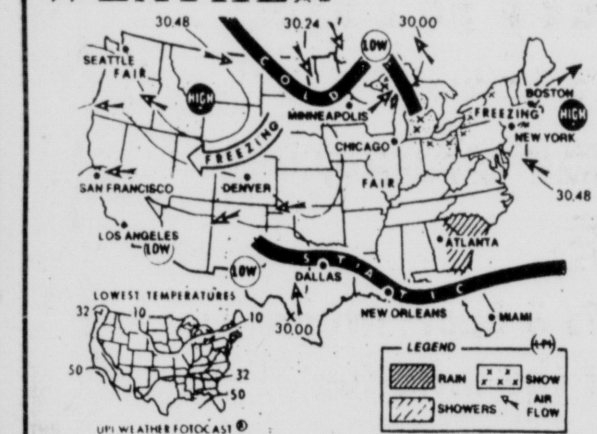 30.48
30.24
30.00
LOW
SEATTLE
FAIR
COLD
HIGH
MINNEAPOLIS
BOSTON
FREEZING
HIGH
NEW YORK
FREEZING
CHICAGO
FAIR
SAN FRANCISCO
DENVER
30.48
LOS ANGELES
LOW
ATLANTA
LOW
STATIC
DALLAS
NEW ORLEANS
MIAMI
30.00
LOWEST TEMPERATURES
32
10
10
50
32
50
UPI WEATHER FOTOCAST ®
LEGEND
RAIN
SNOW
SHOWERS
AIR
FLOW